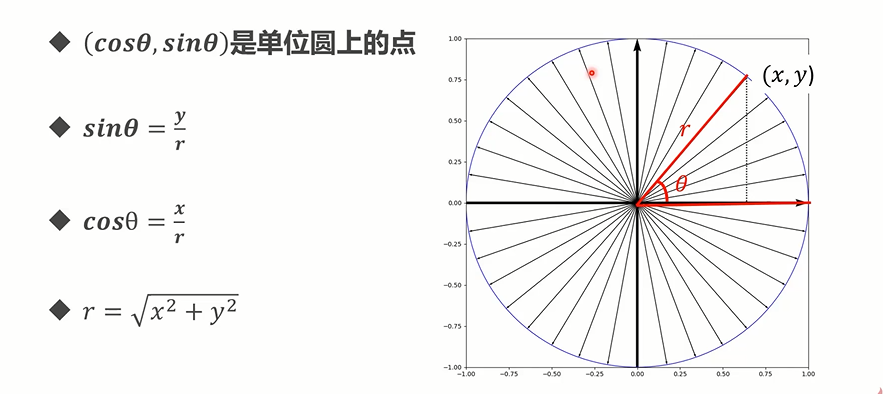 (cosθ, sinθ)是单位圆上的点
sinθ = y/r
cosθ = x/r
r = √(x² + y²)
(x, y)
r
θ
1.00
0.75
0.50
0.25
0.00
−0.25
−0.50
−0.75
−1.00
−1.00 −0.75 −0.50 −0.25 0.00 0.25 0.50 0.75 1.00